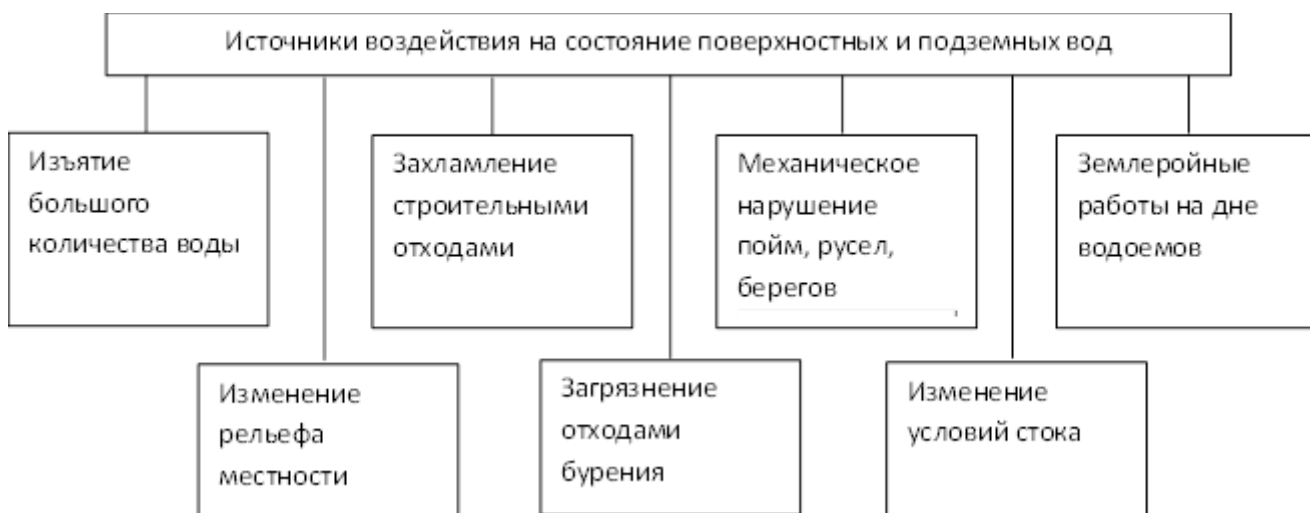 Источники воздействия на состояние поверхностных и подземных вод
Изъятие
большого
количества воды
Захламление
строительными
отходами
Механическое
нарушение
пойм, русел,
берегов
Землеройные
работы на дне
водоемов
Изменение
рельефа
местности
Загрязнение
отходами
бурения
Изменение
условий стока